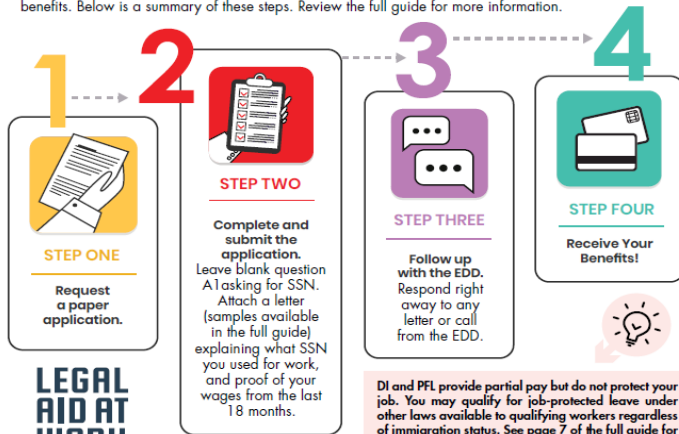 benefits. Below is a summary of these steps. Review the full guide for more information.
1
2
3
4
STEP ONE
Request
a paper
application.
STEP TWO
Complete and
submit the
application.
Leave blank question
A1asking for SSN.
Attach a letter
(samples available
in the full guide)
explaining what SSN
you used for work,
and proof of your
wages from the last
18 months.
STEP THREE
Follow up
with the EDD.
Respond right
away to any
letter or call
from the EDD.
STEP FOUR
Receive Your
Benefits!
LEGAL
AID AT
WORK
DI and PFL provide partial pay but do not protect your
job. You may qualify for job-protected leave under
other laws available to qualifying workers regardless
of immigration status. See page 7 of the full guide for